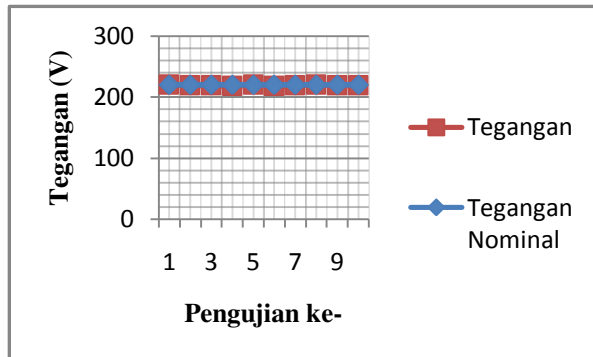 Tegangan (V)
300
200
100
0
1 3 5 7 9
Pengujian ke-
Tegangan
Tegangan
Nominal